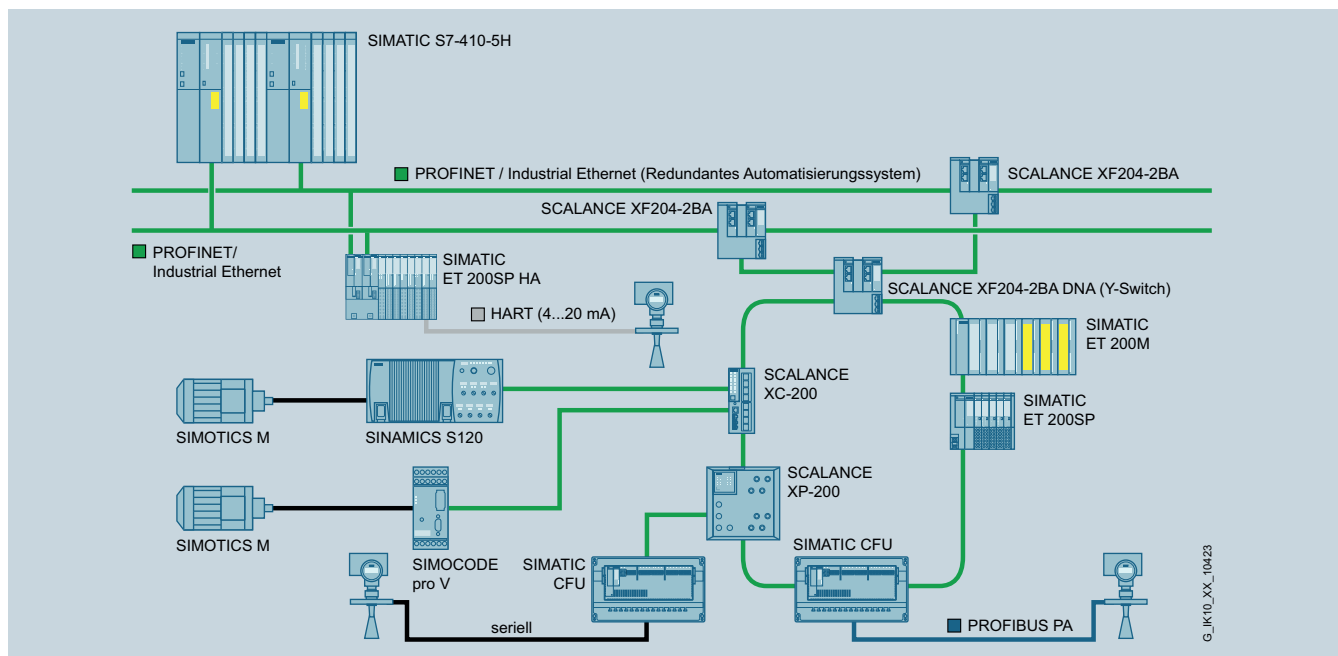 SIMATIC S7-410-5H
PROFINET / Industrial Ethernet (Redundantes Automatisierungssystem)
SCALANCE XF204-2BA
SCALANCE XF204-2BA
PROFINET/
Industrial Ethernet
SIMATIC
ET 200SP HA
SCALANCE XF204-2BA DNA (Y-Switch)
HART (4...20 mA)
SIMATIC
ET 200M
SCALANCE
XC-200
SIMATIC
ET 200SP
SIMOTICS M
SINAMICS S120
SCALANCE
XP-200
SIMOTICS M
SIMOCODE
pro V
SIMATIC
CFU
SIMATIC CFU
seriell
PROFIBUS PA
G_IK10_XX_10423